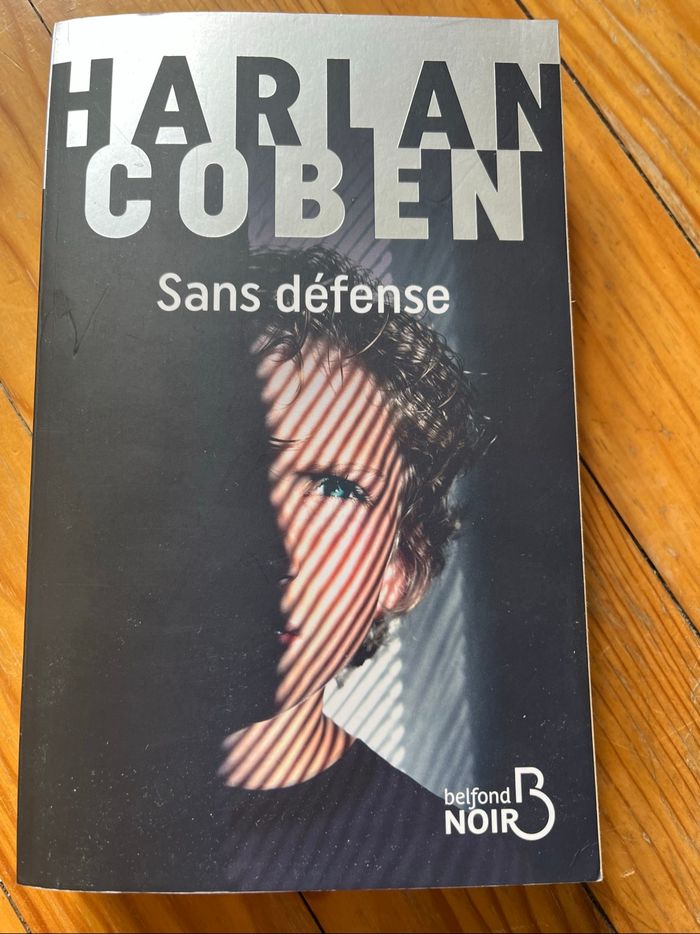 HARLAN
COBEN
Sans défense
belfond
NOIR